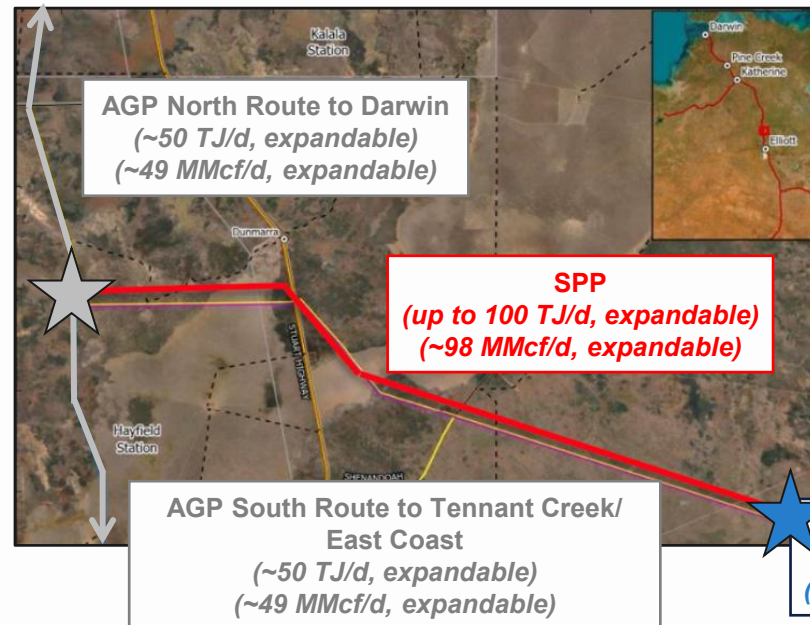 Kalala
Station
Darwin
Pine Creek
Katherine
Elliott
AGP North Route to Darwin
(~50 TJ/d, expandable)
(~49 MMcf/d, expandable)
Dunmarra
SPP
(up to 100 TJ/d, expandable)
(~98 MMcf/d, expandable)
STUART HIGHWAY
Hayfield
Station
SHENANDOAH
AGP South Route to Tennant Creek/
East Coast
(~50 TJ/d, expandable)
(~49 MMcf/d, expandable)
(